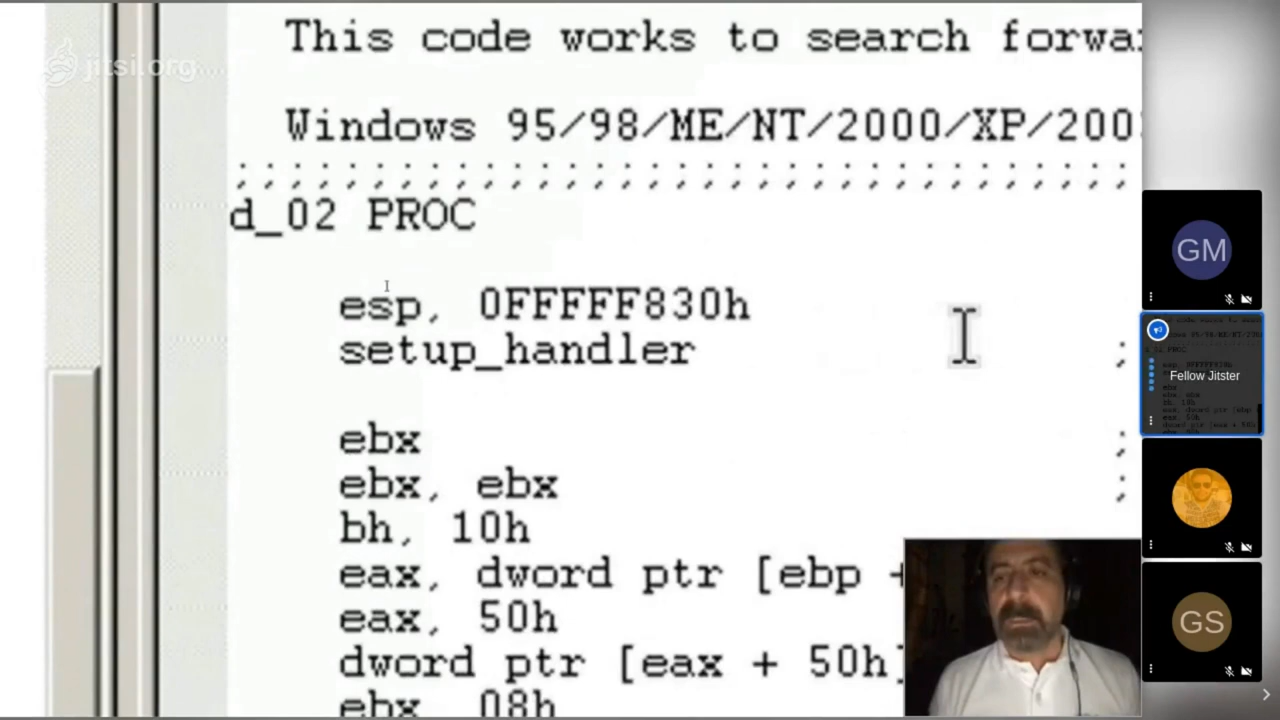 This code works to search forwa
jitsi.org
Windows 95/98/ME/NT/2000/XP/200
;;;;;;;;;;;;;;;;;;;;;;;;;;;;;;;;;
d_02 PROC
esp, 0FFFFF830h
setup_handler ;
ebx ;
ebx, ebx ;
bh, 10h
eax, dword ptr [ebp +
eax, 50h
dword ptr [eax + 50h]
ebx, 08h
GM
Fellow Jitster
GS